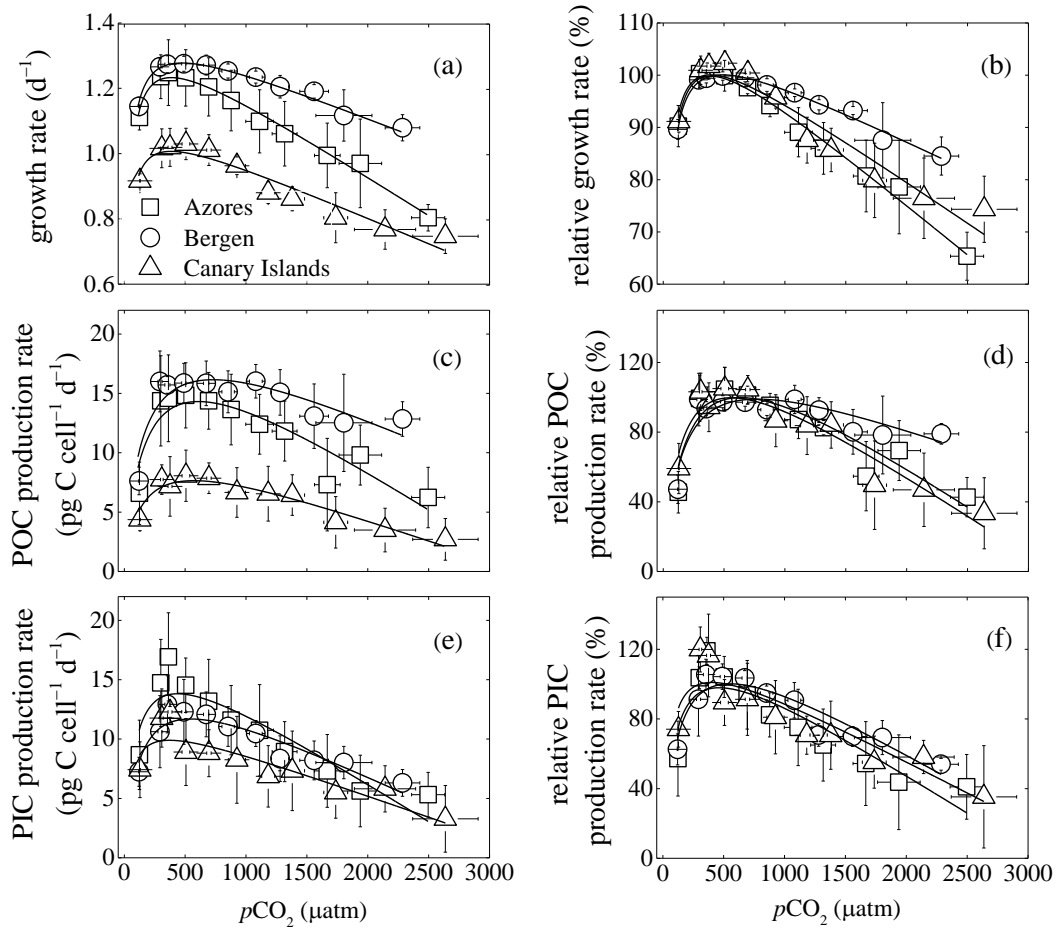 1.4
1.2
1.0
0.8
0.6
growth rate (d⁻¹)
(a)
Azores
Bergen
Canary Islands
110
100
90
80
70
60
relative growth rate (%)
(b)
20
15
10
5
0
POC production rate
(pg C cell⁻¹ d⁻¹)
(c)
120
80
40
0
relative POC
production rate (%)
(d)
20
15
10
5
0
PIC production rate
(pg C cell⁻¹ d⁻¹)
(e)
0 500 1000 1500 2000 2500 3000
pCO₂ (µatm)
120
80
40
0
relative PIC
production rate (%)
(f)
0 500 1000 1500 2000 2500 3000
pCO₂ (µatm)